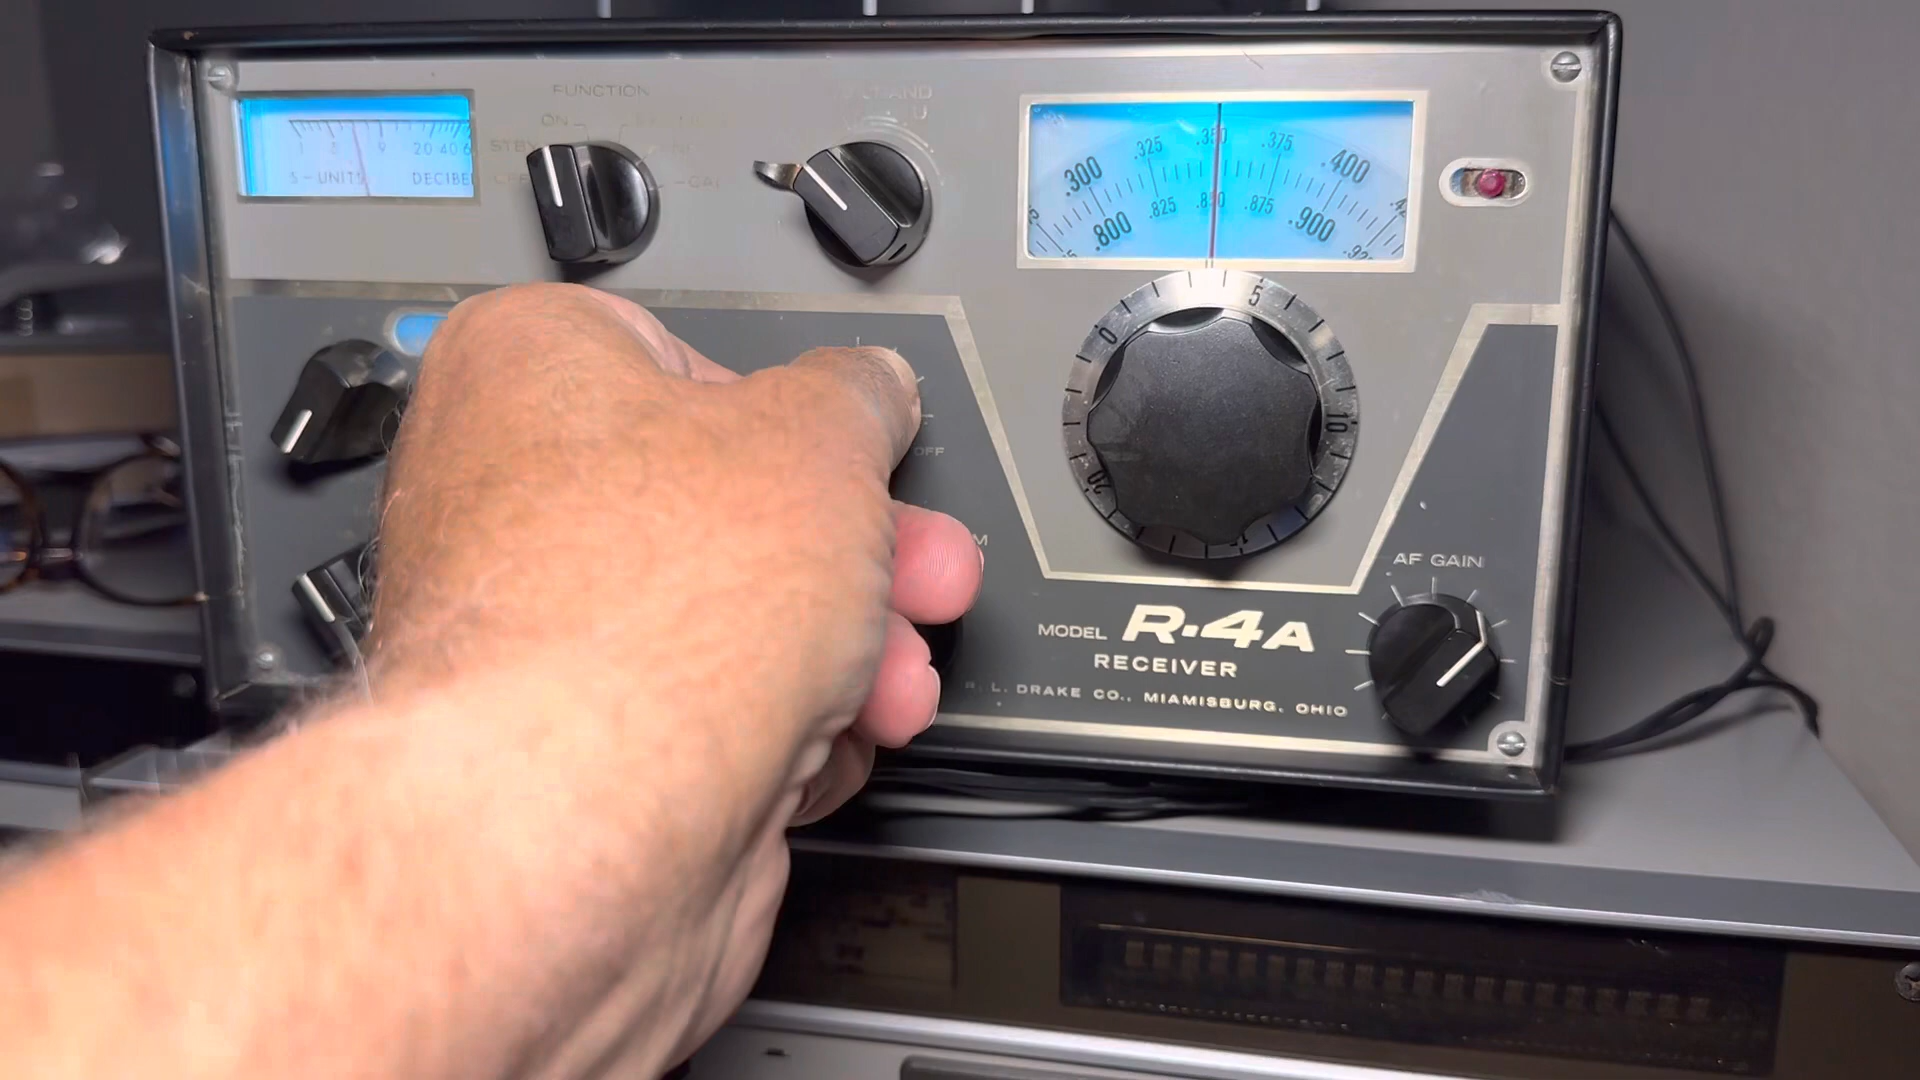 FUNCTION
ON
STBY
1 9 20 40
S-UNITS DECIBE
.300 .325 .350 .375 .400
.800 .825 .850 .875 .900
0 5 10 20
OFF
AF GAIN
MODEL R-4A
RECEIVER
R. L. DRAKE CO., MIAMISBURG, OHIO